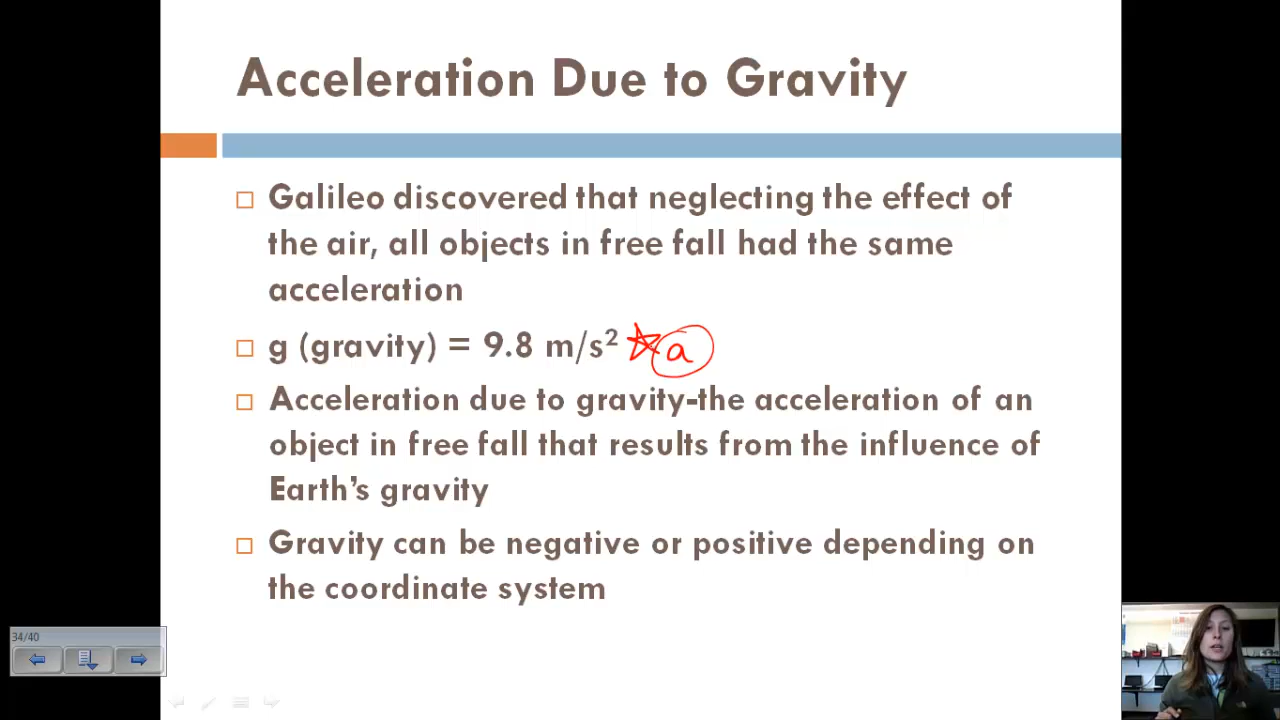 Acceleration Due to Gravity
Galileo discovered that neglecting the effect of
the air, all objects in free fall had the same
acceleration
g (gravity) = 9.8 m/s² a
Acceleration due to gravity-the acceleration of an
object in free fall that results from the influence of
Earth's gravity
Gravity can be negative or positive depending on
the coordinate system
34/40